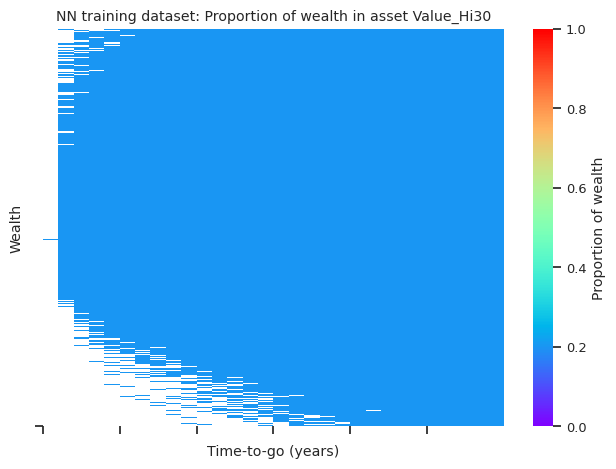 NN training dataset: Proportion of wealth in asset Value_Hi30
Wealth
Time-to-go (years)
1.0
0.8
0.6
0.4
0.2
0.0
Proportion of wealth